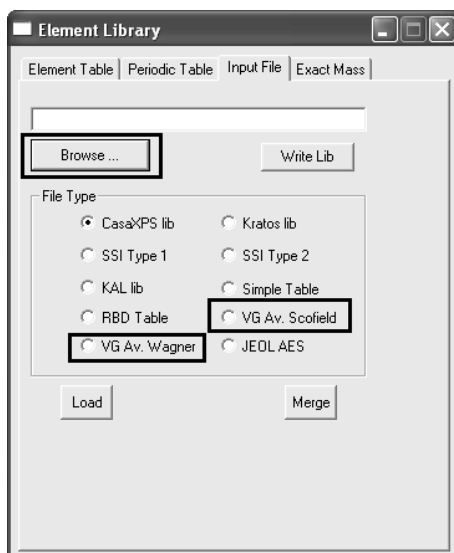 Element Library
Element Table Periodic Table Input File Exact Mass
Browse ... Write Lib
File Type
CasaXPS lib Kratos lib
SSI Type 1 SSI Type 2
KAL lib Simple Table
RBD Table VG Av. Scofield
VG Av. Wagner JEOL AES
Load Merge